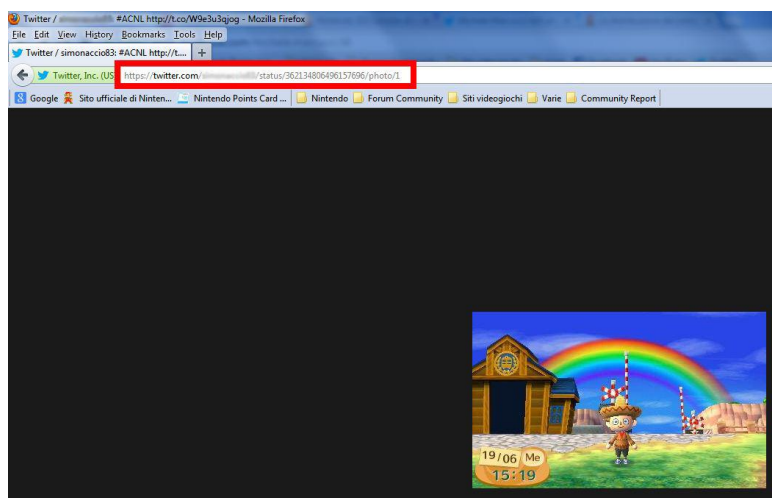 Twitter / #ACNL http://t.co/W9e3u3qjog - Mozilla Firefox
File Edit View History Bookmarks Tools Help
Twitter / simonaccio83: #ACNL http://t.... +
Twitter, Inc. (US) https://twitter.com/ /status/362134806496157696/photo/1
Google Sito ufficiale di Ninten... Nintendo Points Card ... Nintendo Forum Community Siti videogiochi Varie Community Report
19/06 Me
15:19